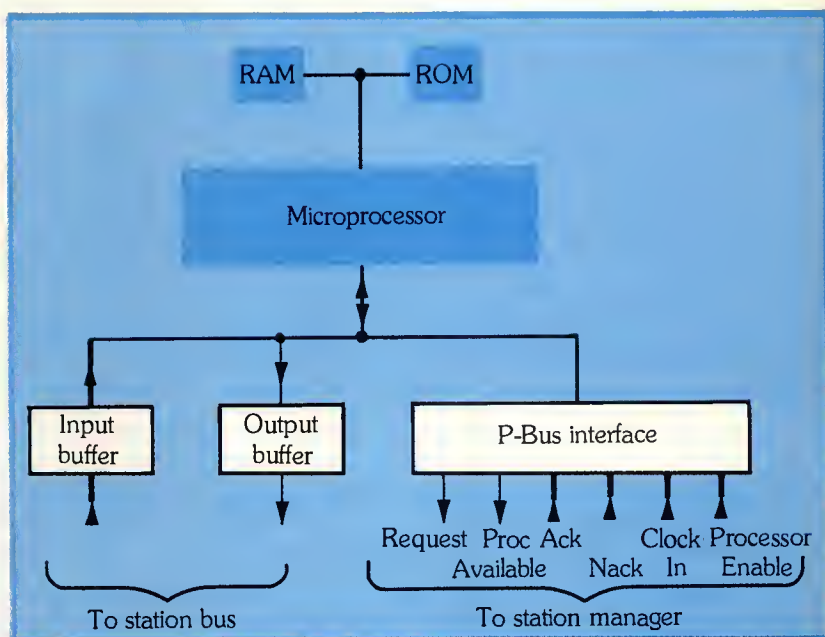 RAM
ROM
Microprocessor
Input
buffer
Output
buffer
P-Bus interface
Request
Proc
Available
Ack
Nack
Clock
In
Processor
Enable
To station bus
To station manager